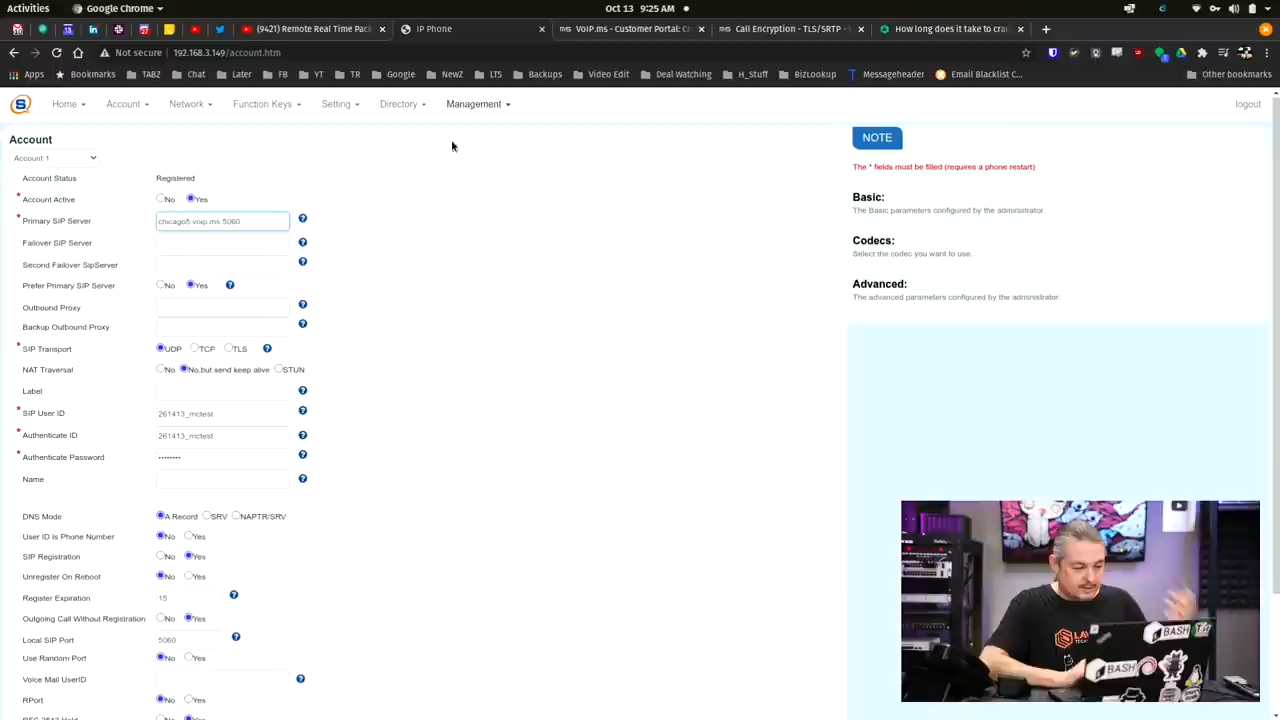 Activities
Oct 13 9:25 AM
(9421) Remote Real Time Pack
IP Phone
VoIP.ms - Customer Portal: C
Call Encryption - TLS/SRTP -
How long does it take to cra
Not secure 192.168.3.149/account.htm
Apps Bookmarks TABZ Chat Later FB YT TR Google NewZ LTS Backups Video Edit Deal Watching H_Stuff BizLookup Messageheader Email Blacklist C... Other bookmarks
Home Account Network Function Keys Setting Directory Management logout
Account
NOTE
Account 1
The * fields must be filled (requires a phone restart)
Account Status Registered
Account Active No Yes
Basic:
The Basic parameters configured by the administrator.
Primary SIP Server chicago5.voip.ms:5060
Failover SIP Server
Codecs:
Select the codec you want to use.
Second Failover SipServer
Prefer Primary SIP Server No Yes
Advanced:
The advanced parameters configured by the administrator.
Outbound Proxy
Backup Outbound Proxy
* SIP Transport UDP TCP TLS
NAT Traversal No No,but send keep alive STUN
Label
* SIP User ID 261413_mctest
* Authenticate ID 261413_mctest
* Authenticate Password ••••••••
Name
DNS Mode A Record SRV NAPTR/SRV
User ID Is Phone Number No Yes
SIP Registration No Yes
Unregister On Reboot No Yes
Register Expiration 15
Outgoing Call Without Registration No Yes
Local SIP Port 5060
Use Random Port No Yes
Voice Mail UserID
RPort No Yes
BASH
BASH